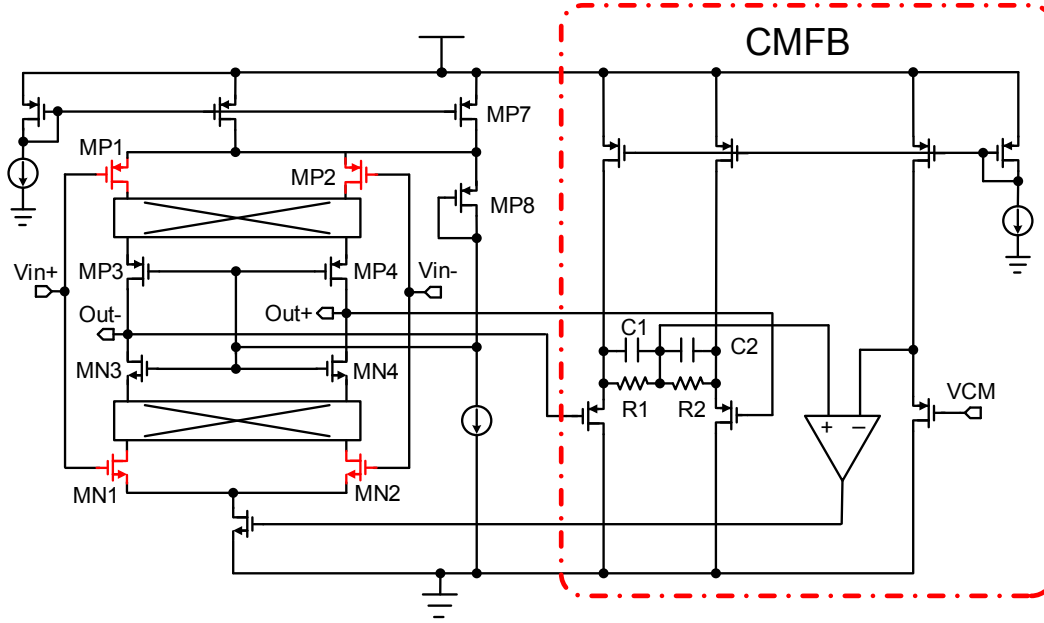 CMFB
MP7
MP1
MP2
MP8
Vin+
MP3
MP4
Vin-
Out-
Out+
C1
C2
MN3
MN4
R1
R2
VCM
+
−
MN1
MN2